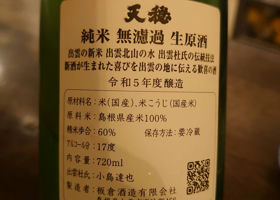 天穏
純米 無濾過 生原酒
出雲の新米 出雲北山の水 出雲杜氏の伝統技法
新酒が生まれた喜びを出雲の地に伝える歓喜の酒
令和5年度醸造
原材料名:米(国産)、米こうじ(国産米)
原料米:島根県産米100%
精米歩合:60% 保存方法:要冷蔵
アルコール分:17度
内容量:720ml
出雲杜氏:小島達也
製造者:板倉酒造有限会社